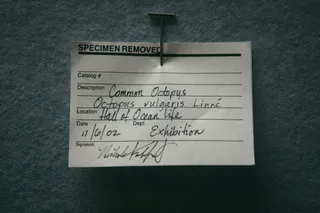 SPECIMEN REMOVED
Catalog #
Description Common Octopus
Octopus vulgaris Linné
Location Hall of Ocean Life
Date 11/6/02 Dept. Exhibition
Signature